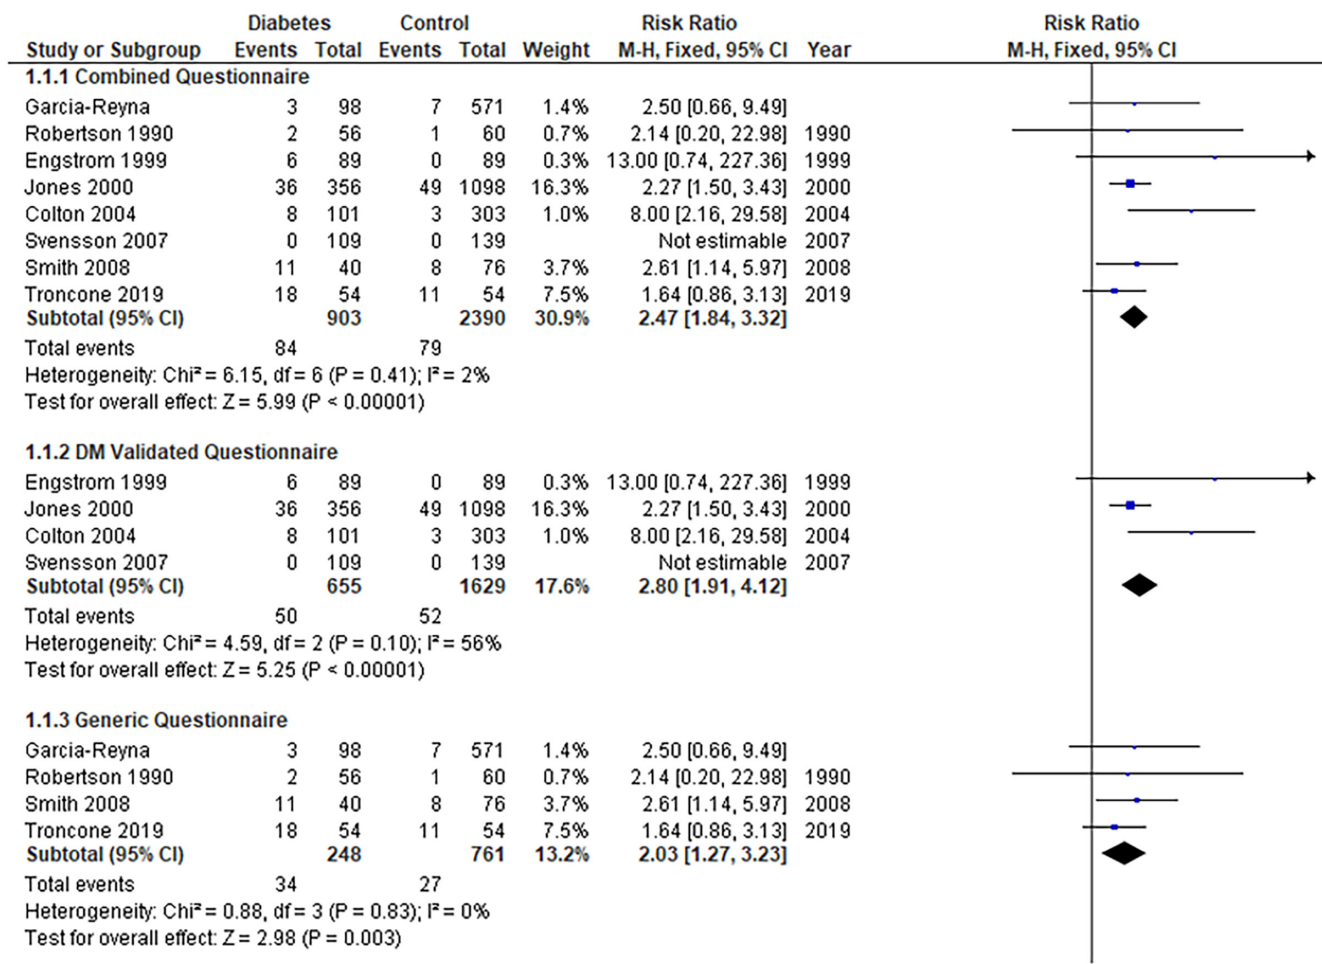 Diabetes Control Risk Ratio Risk Ratio
Study or Subgroup Events Total Events Total Weight M-H, Fixed, 95% CI Year M-H, Fixed, 95% CI
1.1.1 Combined Questionnaire
Garcia-Reyna 3 98 7 571 1.4% 2.50 [0.66, 9.49]
Robertson 1990 2 56 1 60 0.7% 2.14 [0.20, 22.98] 1990
Engstrom 1999 6 89 0 89 0.3% 13.00 [0.74, 227.36] 1999
Jones 2000 36 356 49 1098 16.3% 2.27 [1.50, 3.43] 2000
Colton 2004 8 101 3 303 1.0% 8.00 [2.16, 29.58] 2004
Svensson 2007 0 109 0 139 Not estimable 2007
Smith 2008 11 40 8 76 3.7% 2.61 [1.14, 5.97] 2008
Troncone 2019 18 54 11 54 7.5% 1.64 [0.86, 3.13] 2019
Subtotal (95% CI) 903 2390 30.9% 2.47 [1.84, 3.32]
Total events 84 79
Heterogeneity: Chi² = 6.15, df = 6 (P = 0.41); I² = 2%
Test for overall effect: Z = 5.99 (P < 0.00001)
1.1.2 DM Validated Questionnaire
Engstrom 1999 6 89 0 89 0.3% 13.00 [0.74, 227.36] 1999
Jones 2000 36 356 49 1098 16.3% 2.27 [1.50, 3.43] 2000
Colton 2004 8 101 3 303 1.0% 8.00 [2.16, 29.58] 2004
Svensson 2007 0 109 0 139 Not estimable 2007
Subtotal (95% CI) 655 1629 17.6% 2.80 [1.91, 4.12]
Total events 50 52
Heterogeneity: Chi² = 4.59, df = 2 (P = 0.10); I² = 56%
Test for overall effect: Z = 5.25 (P < 0.00001)
1.1.3 Generic Questionnaire
Garcia-Reyna 3 98 7 571 1.4% 2.50 [0.66, 9.49]
Robertson 1990 2 56 1 60 0.7% 2.14 [0.20, 22.98] 1990
Smith 2008 11 40 8 76 3.7% 2.61 [1.14, 5.97] 2008
Troncone 2019 18 54 11 54 7.5% 1.64 [0.86, 3.13] 2019
Subtotal (95% CI) 248 761 13.2% 2.03 [1.27, 3.23]
Total events 34 27
Heterogeneity: Chi² = 0.88, df = 3 (P = 0.83); I² = 0%
Test for overall effect: Z = 2.98 (P = 0.003)